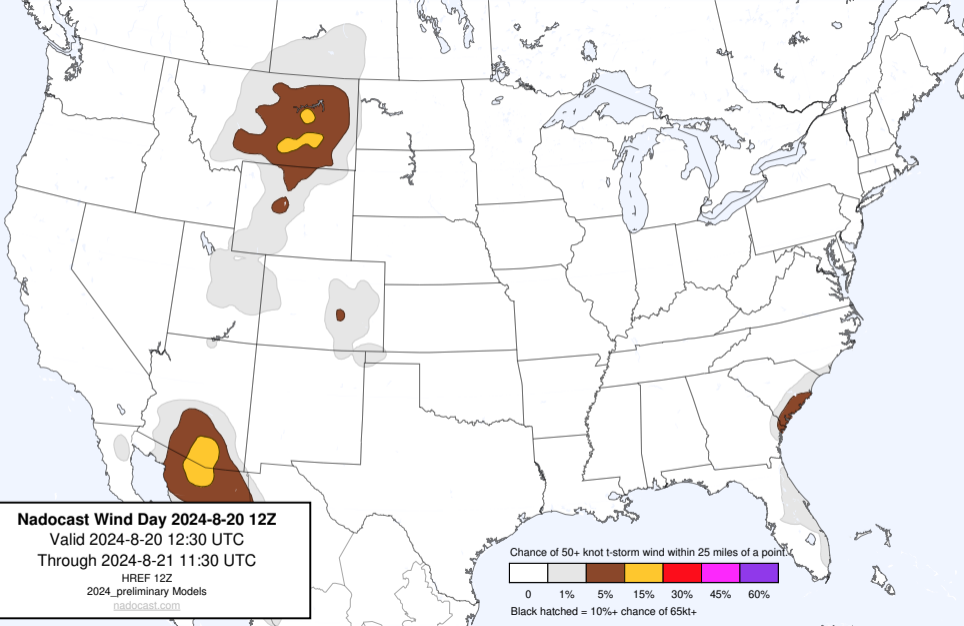 Nadocast Wind Day 2024-8-20 12Z
Valid 2024-8-20 12:30 UTC
Through 2024-8-21 11:30 UTC
HREF 12Z
2024_preliminary Models
nadocast.com
Chance of 50+ knot t-storm wind within 25 miles of a point.
0 1% 5% 15% 30% 45% 60%
Black hatched = 10%+ chance of 65kt+